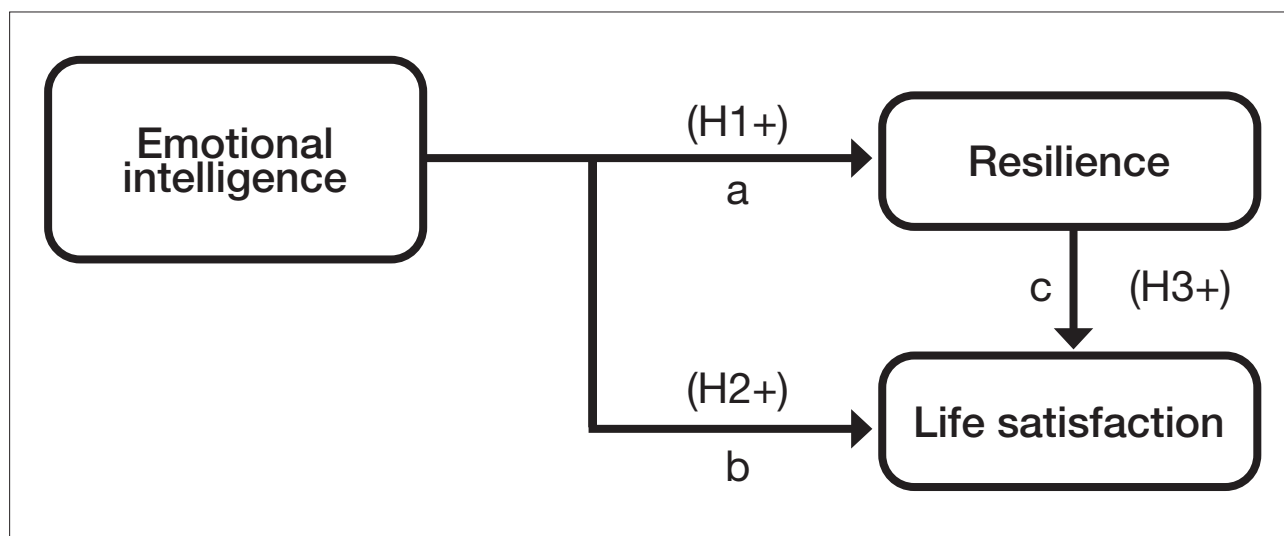 Emotional
intelligence
(H1+)
a
Resilience
c
(H3+)
(H2+)
b
Life satisfaction